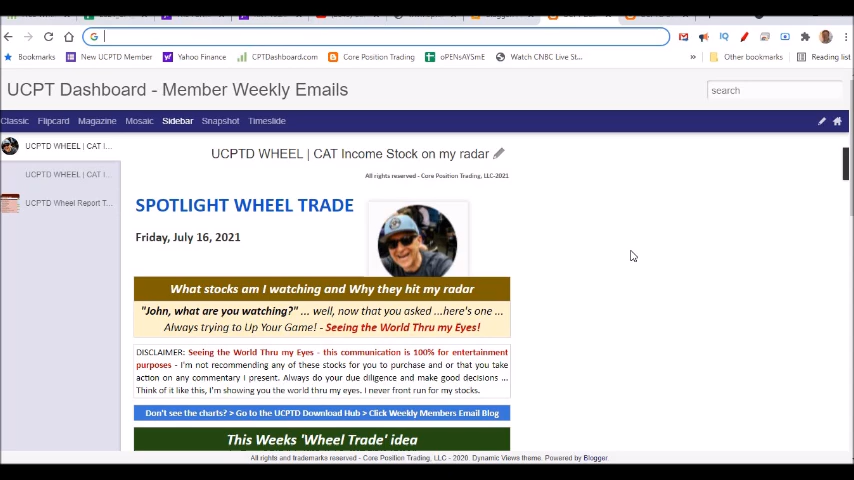 Bookmarks
New UCPTD Member
Yahoo Finance
CPTDashboard.com
Core Position Trading
oPENsAYSmE
Watch CNBC Live St...
»
Other bookmarks
Reading list
UCPT Dashboard - Member Weekly Emails
search
Classic Flipcard Magazine Mosaic Sidebar Snapshot Timeslide
UCPTD WHEEL | CAT I...
UCPTD WHEEL | CAT I...
UCPTD Wheel Report T...
UCPTD WHEEL | CAT Income Stock on my radar
All rights reserved - Core Position Trading, LLC-2021
SPOTLIGHT WHEEL TRADE
Friday, July 16, 2021
What stocks am I watching and Why they hit my radar
"John, what are you watching?" ... well, now that you asked ...here's one ...
Always trying to Up Your Game! - Seeing the World Thru my Eyes!
DISCLAIMER: Seeing the World Thru my Eyes - this communication is 100% for entertainment
purposes - I'm not recommending any of these stocks for you to purchase and or that you take
action on any commentary I present. Always do your due diligence and make good decisions ...
Think of it like this, I'm showing you the world thru my eyes. I never front run for my stocks.
Don't see the charts? > Go to the UCPTD Download Hub > Click Weekly Members Email Blog
This Weeks 'Wheel Trade' idea
All rights and trademarks reserved - Core Position Trading, LLC - 2020. Dynamic Views theme. Powered by Blogger.